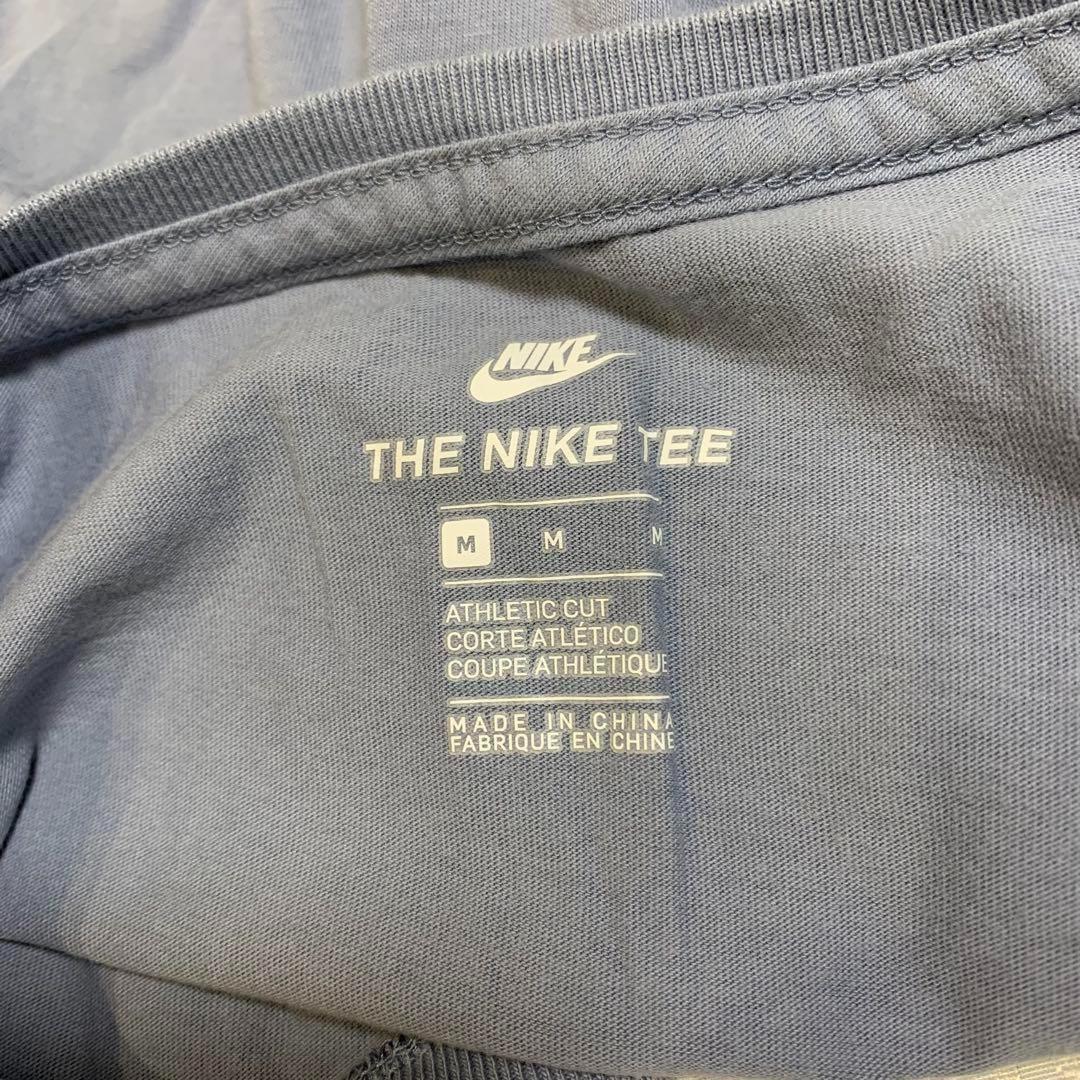 NIKE
THE NIKE TEE
M M M
ATHLETIC CUT
CORTE ATLÉTICO
COUPE ATHLÉTIQUE
MADE IN CHINA
FABRIQUE EN CHINE